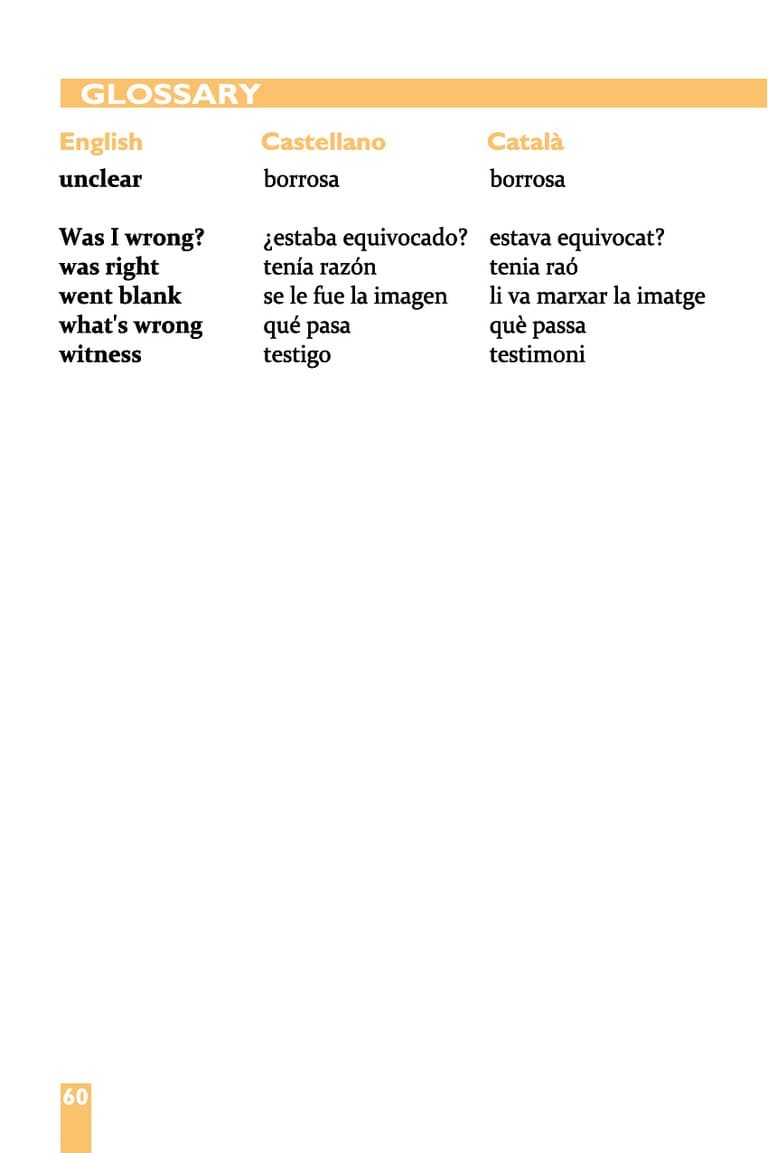 GLOSSARY
English Castellano Català
unclear borrosa borrosa
Was I wrong? ¿estaba equivocado? estava equivocat?
was right tenía razón tenia raó
went blank se le fue la imagen li va marxar la imatge
what's wrong qué pasa què passa
witness testigo testimoni
60